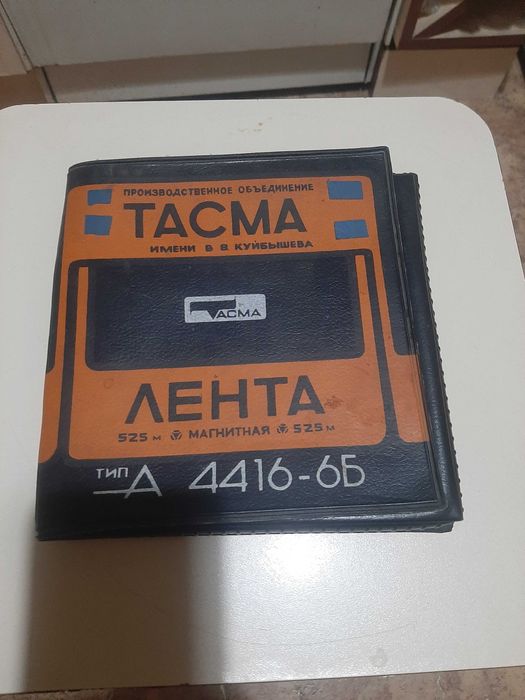 ПРОИЗВОДСТВЕННОЕ ОБЪЕДИНЕНИЕ
ТАСМА
ИМЕНИ В В КУЙБЫШЕВА
ТАСМА
ЛЕНТА
525 м МАГНИТНАЯ 525 м
ТИП А 4416-6Б